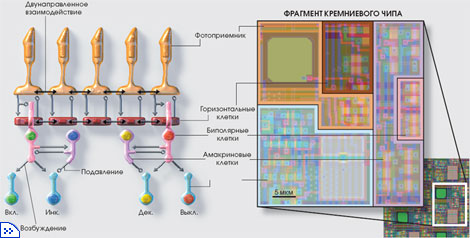 Двунаправленное
взаимодействие
ФРАГМЕНТ КРЕМНИЕВОГО ЧИПА
Фотоприемник
Горизонтальные
клетки
Биполярные
клетки
Амакриновые
клетки
Подавление
5 мкм
Вкл.
Инк.
Дек.
Выкл.
Возбуждение